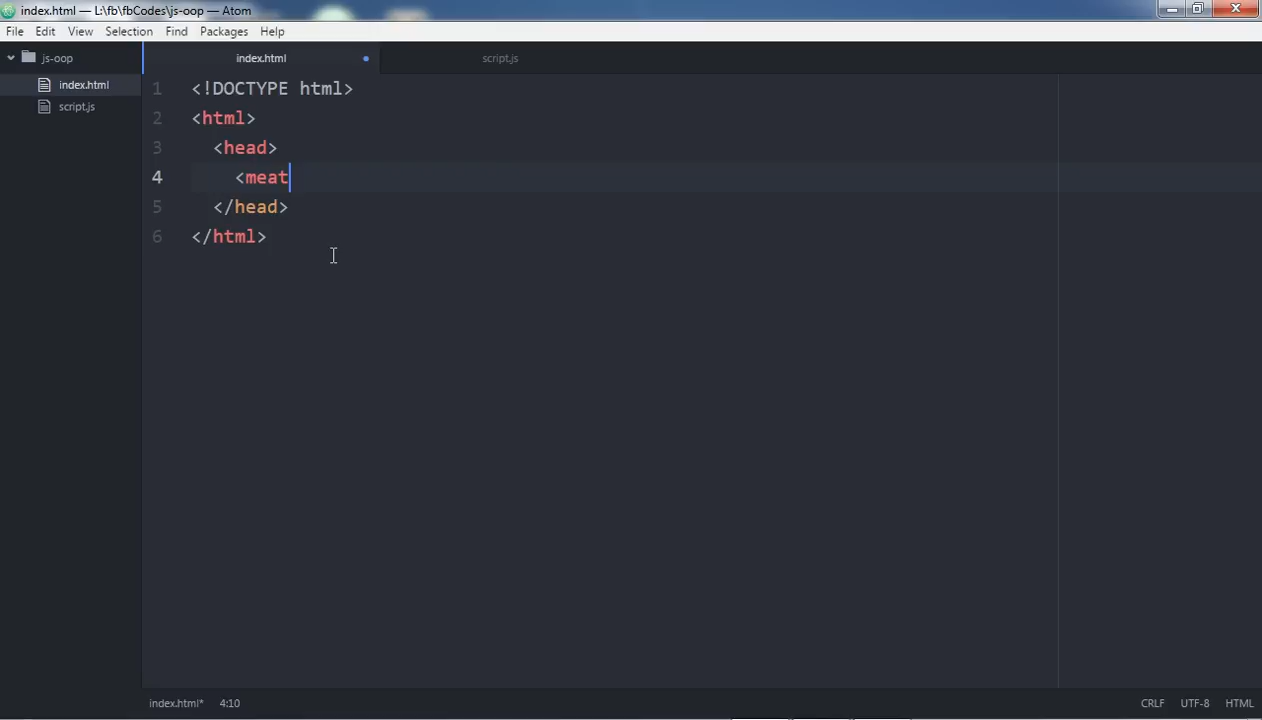 index.html — L:\fb\fbCodes\js-oop — Atom
File Edit View Selection Find Packages Help
js-oop
index.html
script.js
index.html
script.js
1 <!DOCTYPE html>
2 <html>
3 <head>
4 <meat
5 </head>
6 </html>
index.html* 4:10 CRLF UTF-8 HTML